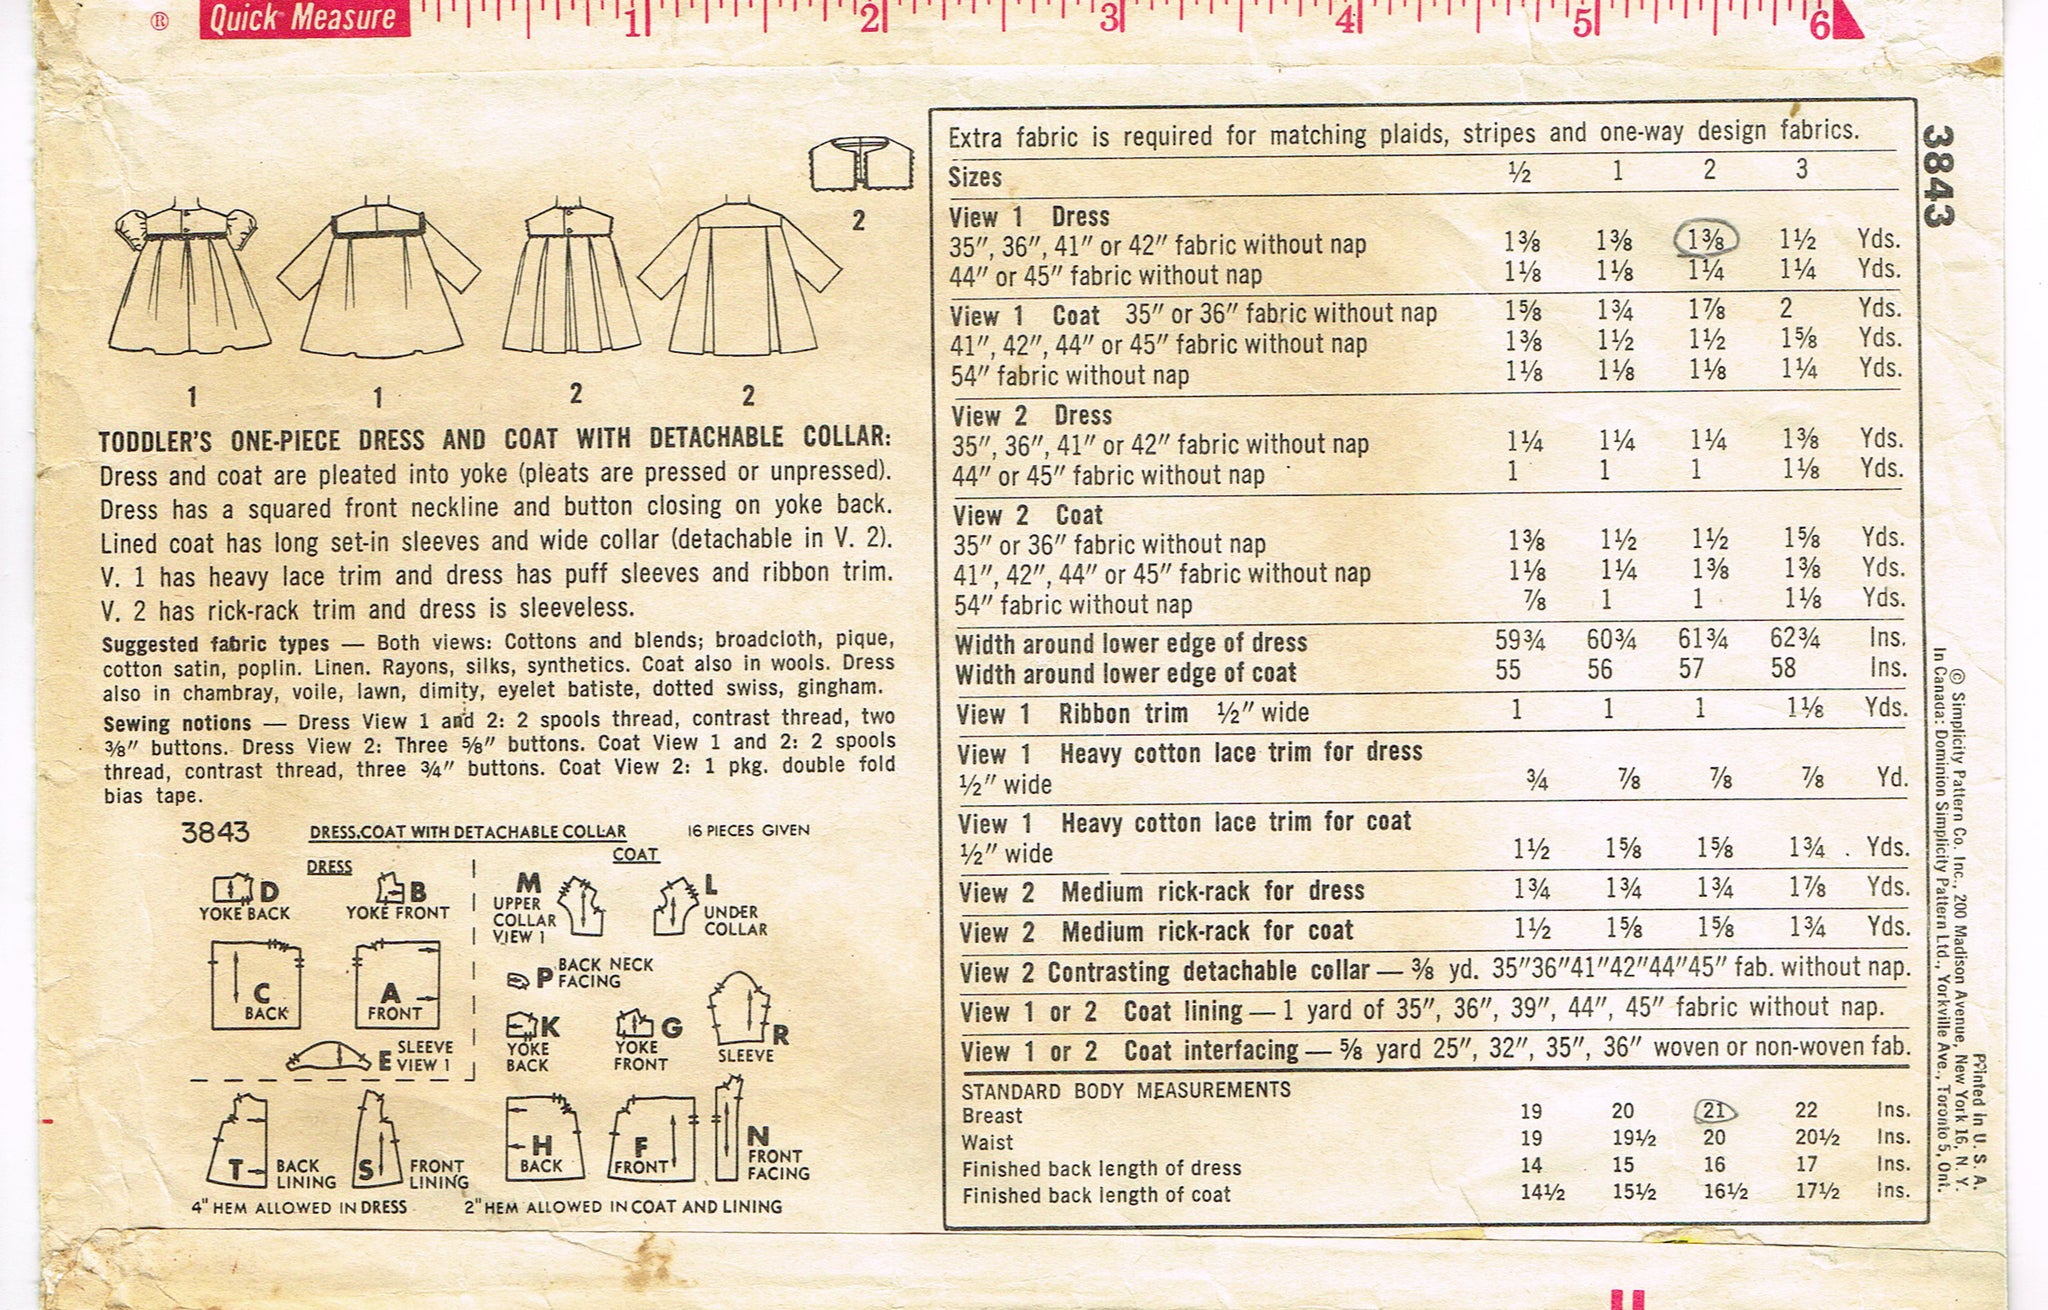 ® Quick Measure 1 2 3 4 5 6
2
1 1 2 2
TODDLER'S ONE-PIECE DRESS AND COAT WITH DETACHABLE COLLAR:
Dress and coat are pleated into yoke (pleats are pressed or unpressed).
Dress has a squared front neckline and button closing on yoke back.
Lined coat has long set-in sleeves and wide collar (detachable in V. 2).
V. 1 has heavy lace trim and dress has puff sleeves and ribbon trim.
V. 2 has rick-rack trim and dress is sleeveless.
Suggested fabric types — Both views: Cottons and blends; broadcloth, pique,
cotton satin, poplin. Linen. Rayons, silks, synthetics. Coat also in wools. Dress
also in chambray, voile, lawn, dimity, eyelet batiste, dotted swiss, gingham.
Sewing notions — Dress View 1 and 2: 2 spools thread, contrast thread, two
⅜" buttons. Dress View 2: Three ⅝" buttons. Coat View 1 and 2: 2 spools
thread, contrast thread, three ¾" buttons. Coat View 2: 1 pkg. double fold
bias tape.
3843 DRESS.COAT WITH DETACHABLE COLLAR 16 PIECES GIVEN
DRESS
D
YOKE BACK
B
YOKE FRONT
C
BACK
A
FRONT
E SLEEVE
VIEW 1
COAT
M
UPPER
COLLAR
VIEW 1
L
UNDER
COLLAR
P BACK NECK
FACING
K
YOKE
BACK
G
YOKE
FRONT
R
SLEEVE
T BACK
LINING
S FRONT
LINING
H
BACK
F
FRONT
N
FRONT
FACING
4" HEM ALLOWED IN DRESS 2" HEM ALLOWED IN COAT AND LINING
Extra fabric is required for matching plaids, stripes and one-way design fabrics.
Sizes ½ 1 2 3
View 1 Dress
35", 36", 41" or 42" fabric without nap 1⅜ 1⅜ 1⅜ 1½ Yds.
44" or 45" fabric without nap 1⅛ 1⅛ 1¼ 1¼ Yds.
View 1 Coat 35" or 36" fabric without nap 1⅝ 1¾ 1⅞ 2 Yds.
41", 42", 44" or 45" fabric without nap 1⅜ 1½ 1½ 1⅝ Yds.
54" fabric without nap 1⅛ 1⅛ 1⅛ 1¼ Yds.
View 2 Dress
35", 36", 41" or 42" fabric without nap 1¼ 1¼ 1¼ 1⅜ Yds.
44" or 45" fabric without nap 1 1 1 1⅛ Yds.
View 2 Coat
35" or 36" fabric without nap 1⅜ 1½ 1½ 1⅝ Yds.
41", 42", 44" or 45" fabric without nap 1⅛ 1¼ 1⅜ 1⅜ Yds.
54" fabric without nap ⅞ 1 1 1⅛ Yds.
Width around lower edge of dress 59¾ 60¾ 61¾ 62¾ Ins.
Width around lower edge of coat 55 56 57 58 Ins.
View 1 Ribbon trim ½" wide 1 1 1 1⅛ Yds.
View 1 Heavy cotton lace trim for dress
½" wide ¾ ⅞ ⅞ ⅞ Yd.
View 1 Heavy cotton lace trim for coat
½" wide 1½ 1⅝ 1⅝ 1¾ Yds.
View 2 Medium rick-rack for dress 1¾ 1¾ 1¾ 1⅞ Yds.
View 2 Medium rick-rack for coat 1½ 1⅝ 1⅝ 1¾ Yds.
View 2 Contrasting detachable collar — ⅜ yd. 35"36"41"42"44"45" fab. without nap.
View 1 or 2 Coat lining — 1 yard of 35", 36", 39", 44", 45" fabric without nap.
View 1 or 2 Coat interfacing — ⅝ yard 25", 32", 35", 36" woven or non-woven fab.
STANDARD BODY MEASUREMENTS
Breast 19 20 21 22 Ins.
Waist 19 19½ 20 20½ Ins.
Finished back length of dress 14 15 16 17 Ins.
Finished back length of coat 14½ 15½ 16½ 17½ Ins.
3843
Printed in U. S. A.
© Simplicity Pattern Co. Inc., 200 Madison Avenue, New York 16, N. Y.
In Canada: Dominion Simplicity Pattern Ltd., Yorkville Ave., Toronto 5, Ont.